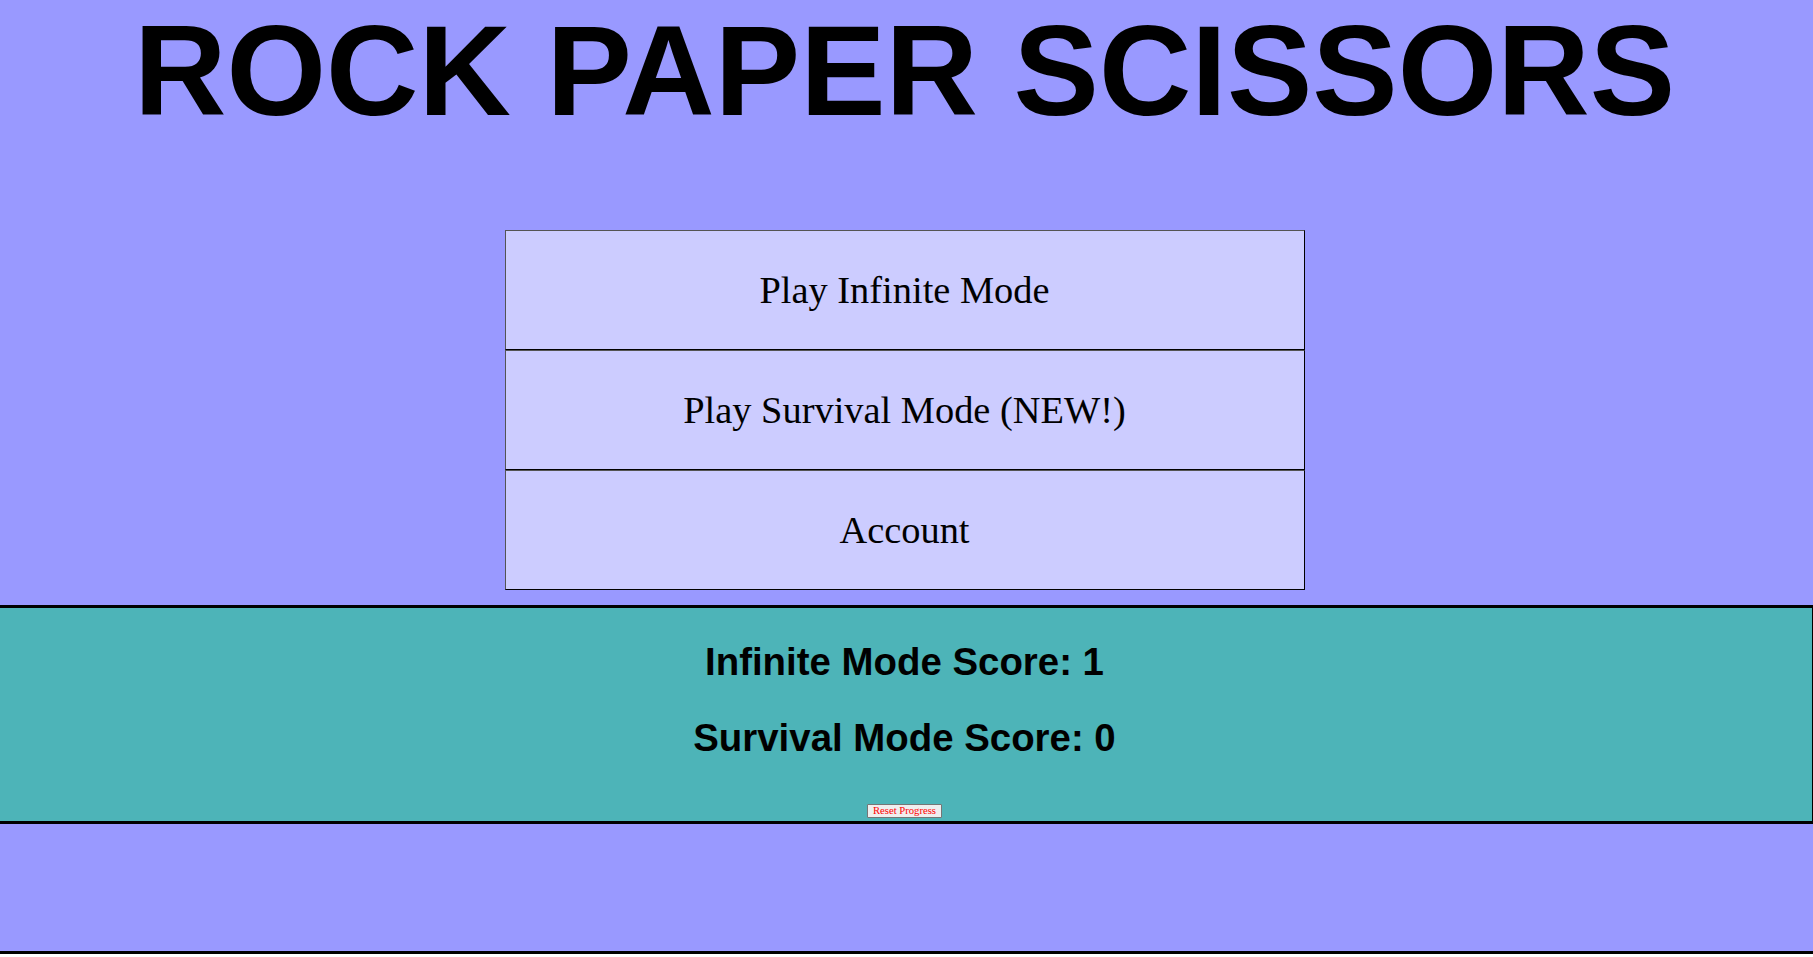 ROCK PAPER SCISSORS
Play Infinite Mode
Play Survival Mode (NEW!)
Account
Infinite Mode Score: 1
Survival Mode Score: 0
Reset Progress